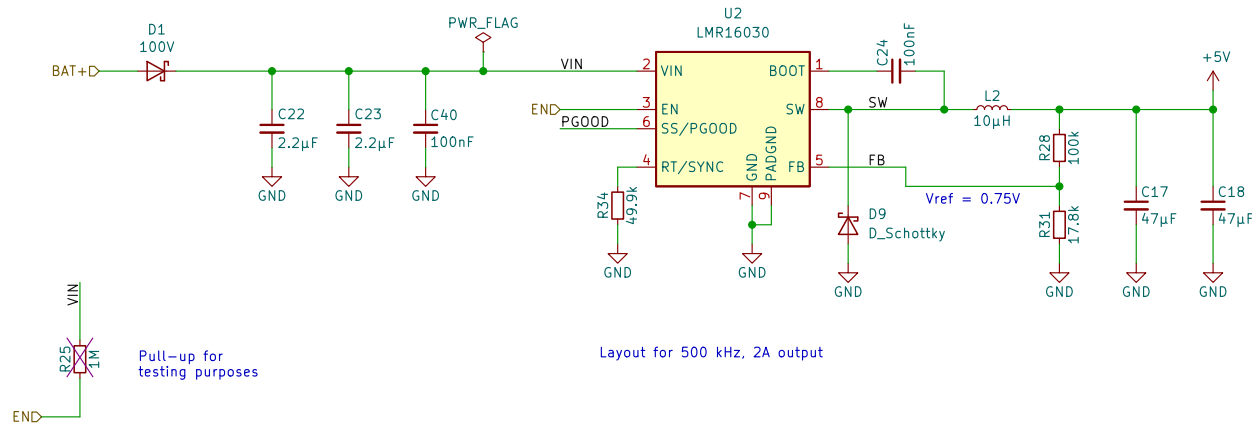 D1
100V
BAT+
PWR_FLAG
VIN
U2
LMR16030
2
VIN
BOOT
1
C24
100nF
+5V
EN
3
EN
SW
8
SW
L2
10µH
PGOOD
6
SS/PGOOD
C22
2.2µF
C23
2.2µF
C40
100nF
4
RT/SYNC
GND
PADGND
FB
5
FB
R28
100k
GND
GND
GND
R34
49.9k
7
9
Vref = 0.75V
C17
47µF
C18
47µF
D9
D_Schottky
R31
17.8k
GND
GND
GND
GND
GND
GND
VIN
R25
1M
Pull-up for
testing purposes
Layout for 500 kHz, 2A output
EN